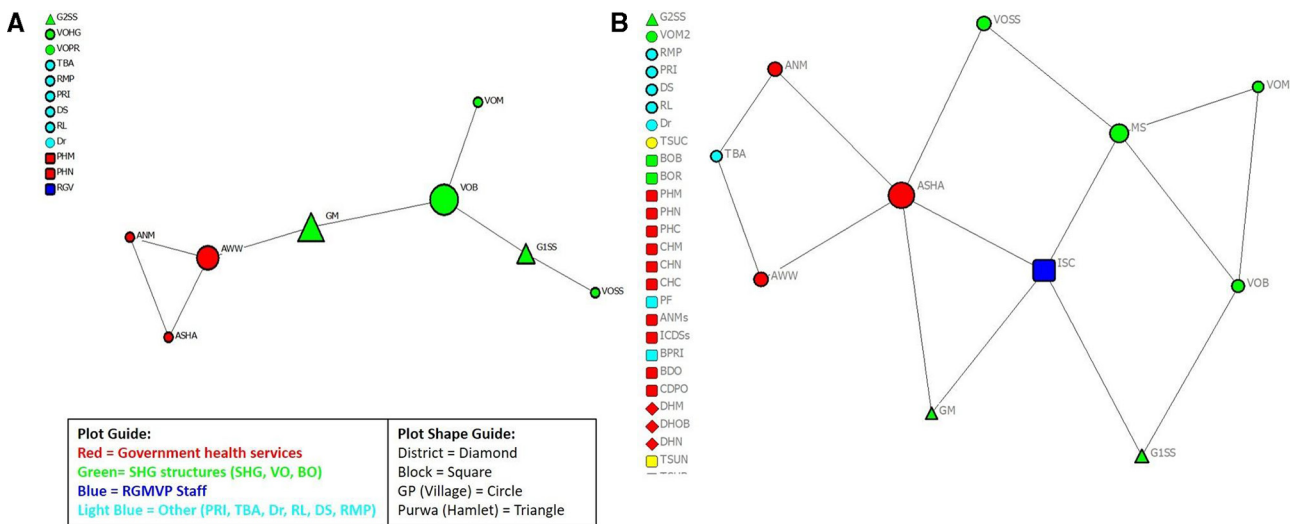 A
G2SS
VOHG
VOPR
TBA
RMP
PRI
DS
RL
Dr
PHM
PHN
RGV
VOM
VOB
GM
G1SS
VOSS
ANM
AWW
ASHA
Plot Guide:
Red = Government health services
Green= SHG structures (SHG, VO, BO)
Blue = RGMVP Staff
Light Blue = Other (PRI, TBA, Dr, RL, DS, RMP)
Plot Shape Guide:
District = Diamond
Block = Square
GP (Village) = Circle
Purwa (Hamlet) = Triangle
B
G2SS
VOM2
RMP
PRI
DS
RL
Dr
TSUC
BOB
BOR
PHM
PHN
PHC
CHM
CHN
CHC
PF
ANMs
ICDSs
BPRI
BDO
CDPO
DHM
DHOB
DHN
TSUN
VOSS
ANM
VOM
MS
TBA
ASHA
ISC
AWW
VOB
GM
G1SS